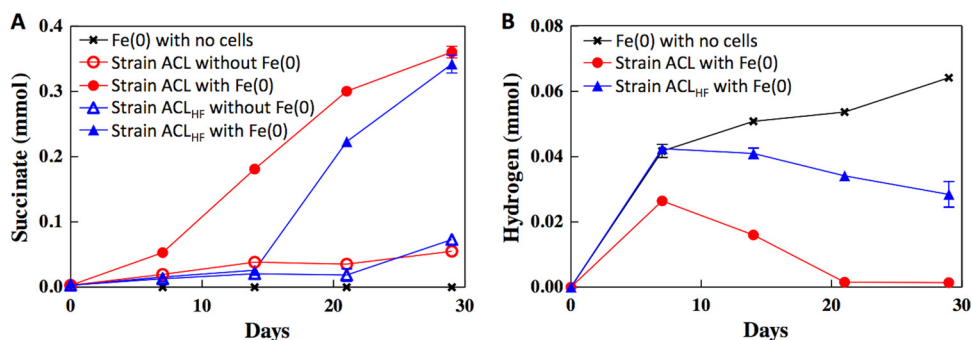 A
Succinate (mmol)
0.4
0.3
0.2
0.1
0.0
Fe(0) with no cells
Strain ACL without Fe(0)
Strain ACL with Fe(0)
Strain ACL_HF without Fe(0)
Strain ACL_HF with Fe(0)
0 10 20 30
Days
B
Hydrogen (mmol)
0.08
0.06
0.04
0.02
0.00
Fe(0) with no cells
Strain ACL with Fe(0)
Strain ACL_HF with Fe(0)
0 10 20 30
Days